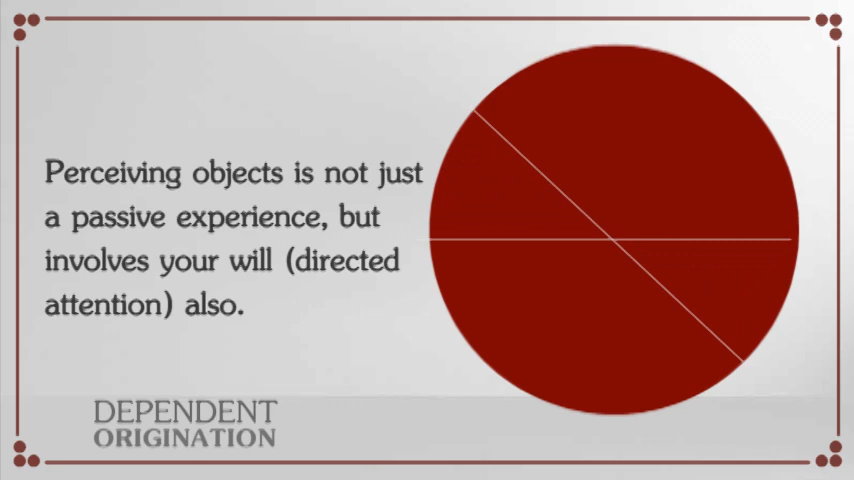 Perceiving objects is not just
a passive experience, but
involves your will (directed
attention) also.
DEPENDENT
ORIGINATION